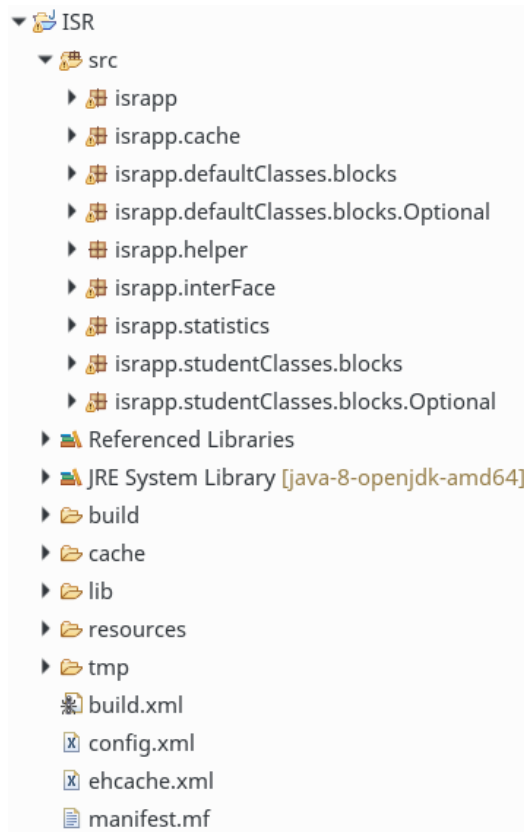 ISR
src
israpp
israpp.cache
israpp.defaultClasses.blocks
israpp.defaultClasses.blocks.Optional
israpp.helper
israpp.interFace
israpp.statistics
israpp.studentClasses.blocks
israpp.studentClasses.blocks.Optional
Referenced Libraries
JRE System Library [java-8-openjdk-amd64]
build
cache
lib
resources
tmp
build.xml
config.xml
ehcache.xml
manifest.mf